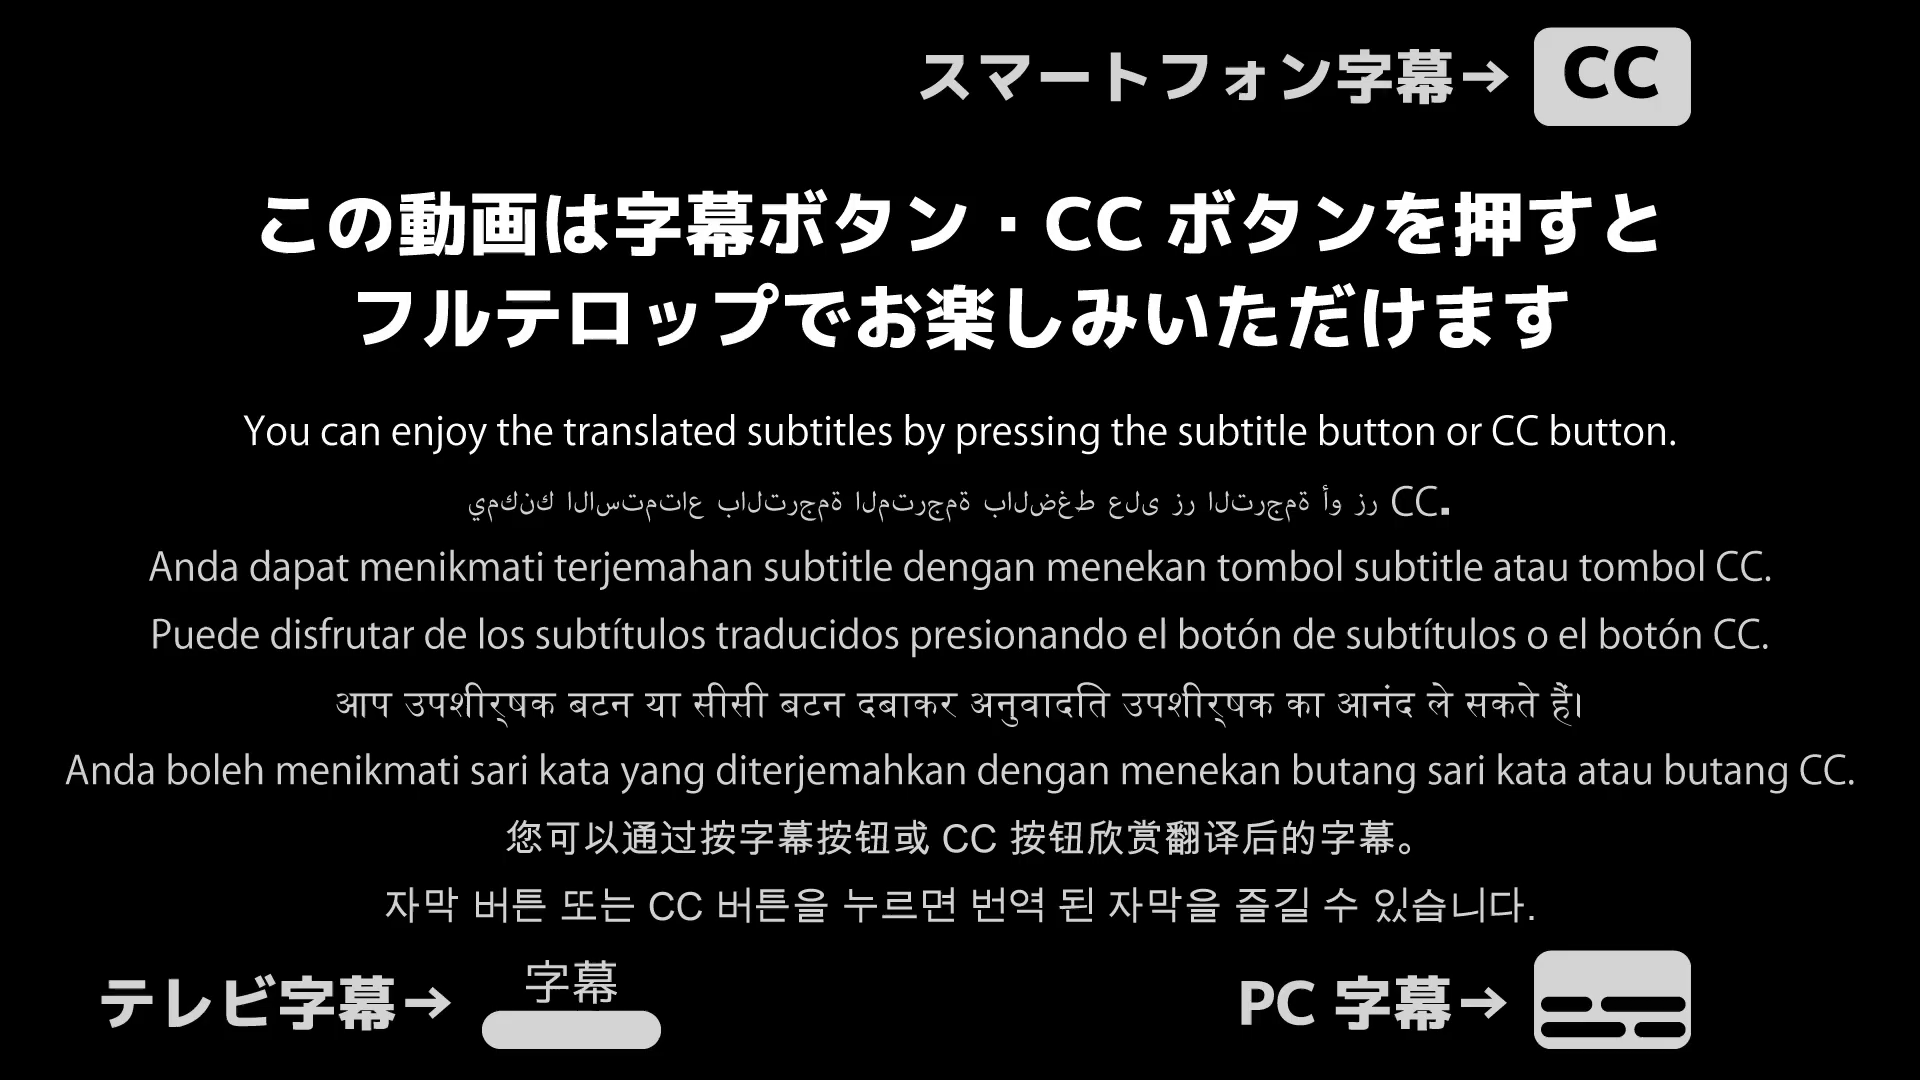 スマートフォン字幕→ CC
この動画は字幕ボタン・CC ボタンを押すと
フルテロップでお楽しみいただけます
You can enjoy the translated subtitles by pressing the subtitle button or CC button.
يمكنك الاستمتاع بالترجمة المترجمة بالضغط على زر الترجمة أو زر CC.
Anda dapat menikmati terjemahan subtitle dengan menekan tombol subtitle atau tombol CC.
Puede disfrutar de los subtítulos traducidos presionando el botón de subtítulos o el botón CC.
आप उपशीर्षक बटन या सीसी बटन दबाकर अनुवादति उपशीर्षक का आनंद ले सकते हैं।
Anda boleh menikmati sari kata yang diterjemahkan dengan menekan butang sari kata atau butang CC.
您可以通过按字幕按钮或 CC 按钮欣赏翻译后的字幕。
자막 버튼 또는 CC 버튼을 누르면 번역 된 자막을 즐길 수 있습니다.
テレビ字幕→ 字幕
PC 字幕→